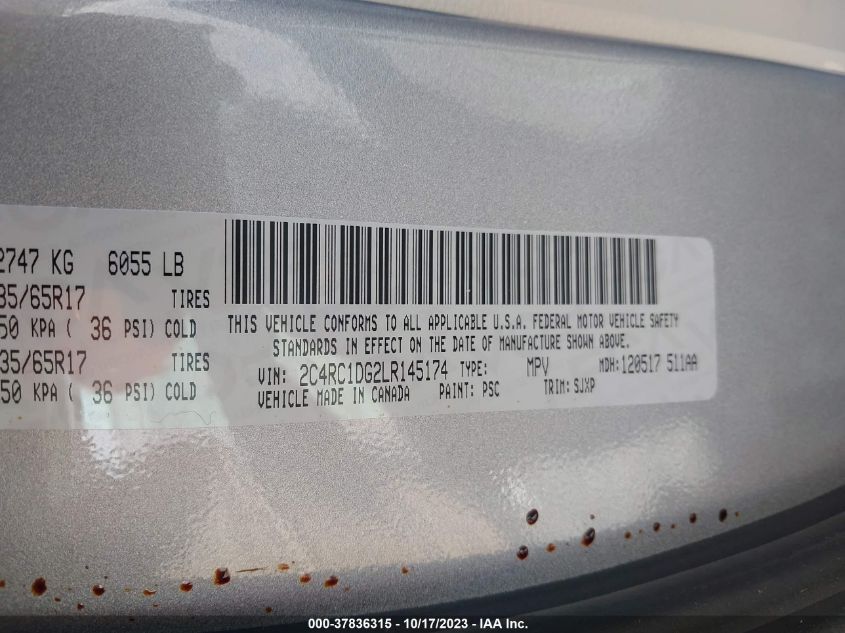 2747 KG 6055 LB
35/65R17 TIRES
50 KPA ( 36 PSI) COLD
35/65R17 TIRES
50 KPA ( 36 PSI) COLD
THIS VEHICLE CONFORMS TO ALL APPLICABLE U.S.A. FEDERAL MOTOR VEHICLE SAFETY
STANDARDS IN EFFECT ON THE DATE OF MANUFACTURE SHOWN ABOVE.
VIN: 2C4RC1DG2LR145174 TYPE: MPV MDH: 120517 511AA
VEHICLE MADE IN CANADA PAINT: PSC TRIM: SJXP
000-37836315 - 10/17/2023 - IAA Inc.